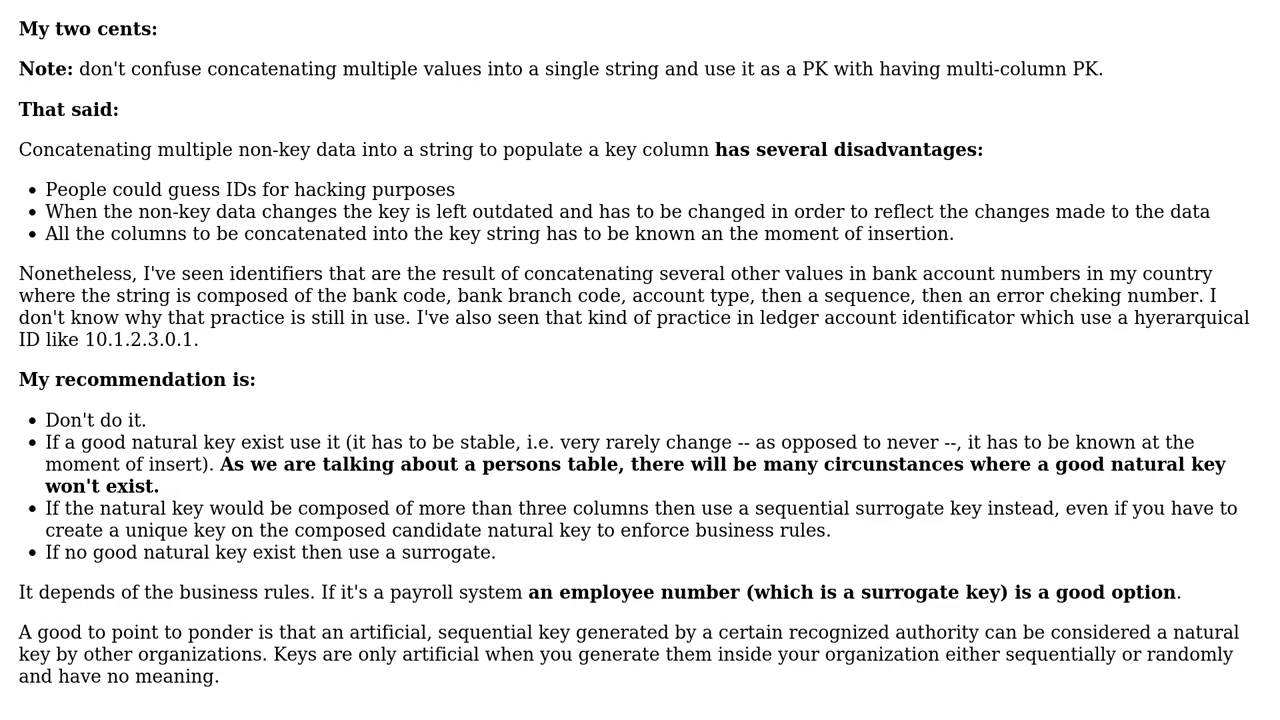 My two cents:
Note: don't confuse concatenating multiple values into a single string and use it as a PK with having multi-column PK.
That said:
Concatenating multiple non-key data into a string to populate a key column has several disadvantages:
• People could guess IDs for hacking purposes
• When the non-key data changes the key is left outdated and has to be changed in order to reflect the changes made to the data
• All the columns to be concatenated into the key string has to be known an the moment of insertion.
Nonetheless, I've seen identifiers that are the result of concatenating several other values in bank account numbers in my country
where the string is composed of the bank code, bank branch code, account type, then a sequence, then an error cheking number. I
don't know why that practice is still in use. I've also seen that kind of practice in ledger account identificator which use a hyerarquical
ID like 10.1.2.3.0.1.
My recommendation is:
• Don't do it.
• If a good natural key exist use it (it has to be stable, i.e. very rarely change -- as opposed to never --, it has to be known at the
moment of insert). As we are talking about a persons table, there will be many circunstances where a good natural key
won't exist.
• If the natural key would be composed of more than three columns then use a sequential surrogate key instead, even if you have to
create a unique key on the composed candidate natural key to enforce business rules.
• If no good natural key exist then use a surrogate.
It depends of the business rules. If it's a payroll system an employee number (which is a surrogate key) is a good option.
A good to point to ponder is that an artificial, sequential key generated by a certain recognized authority can be considered a natural
key by other organizations. Keys are only artificial when you generate them inside your organization either sequentially or randomly
and have no meaning.